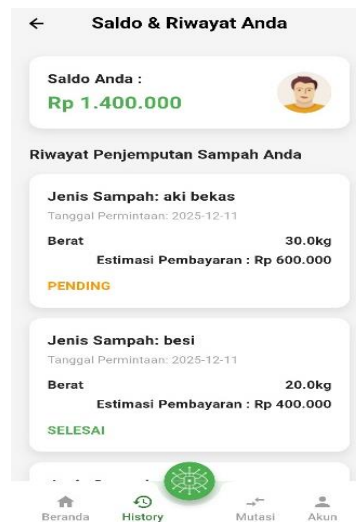 Saldo & Riwayat Anda
Saldo Anda :
Rp 1.400.000
Riwayat Penjemputan Sampah Anda
Jenis Sampah: aki bekas
Tanggal Permintaan: 2025-12-11
Berat 30.0kg
Estimasi Pembayaran : Rp 600.000
PENDING
Jenis Sampah: besi
Tanggal Permintaan: 2025-12-11
Berat 20.0kg
Estimasi Pembayaran : Rp 400.000
SELESAI
Beranda History Mutasi Akun